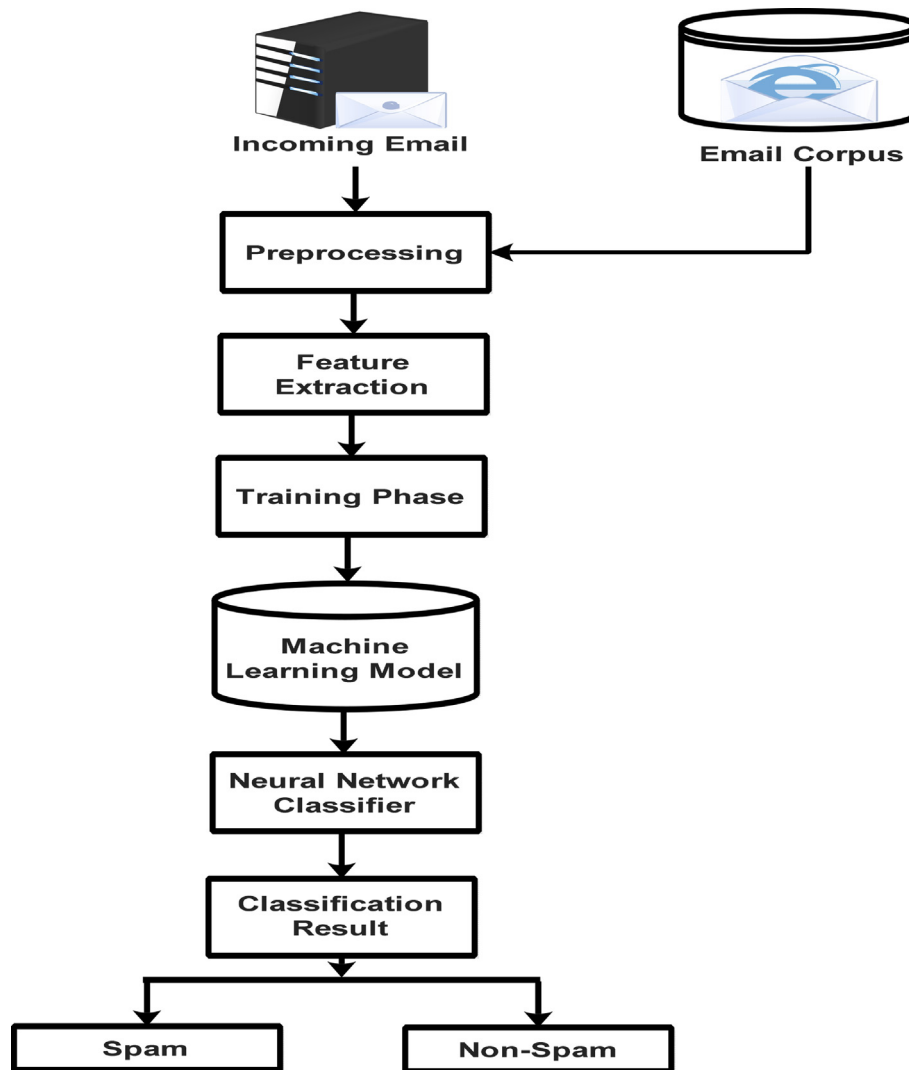 Incoming Email
Email Corpus
Preprocessing
Feature
Extraction
Training Phase
Machine
Learning Model
Neural Network
Classifier
Classification
Result
Spam
Non-Spam